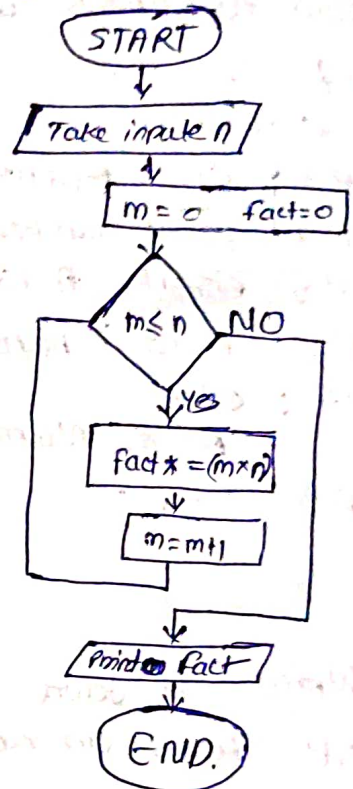 START
Take inpute n
m = 0 fact=0
m ≤ n
NO
Yes
fact * = (m×n)
m = m+1
Print fact
END.